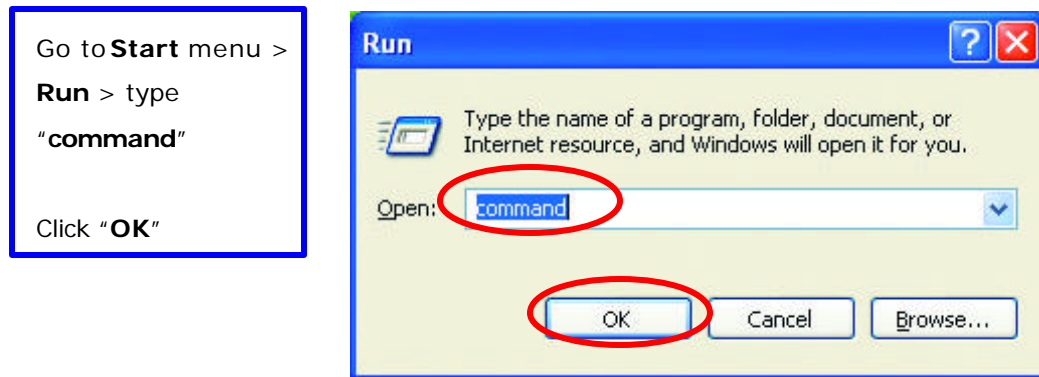 Go to Start menu >
Run > type
“command”
Click “OK”
Run
Type the name of a program, folder, document, or
Internet resource, and Windows will open it for you.
Open: command
OK Cancel Browse...